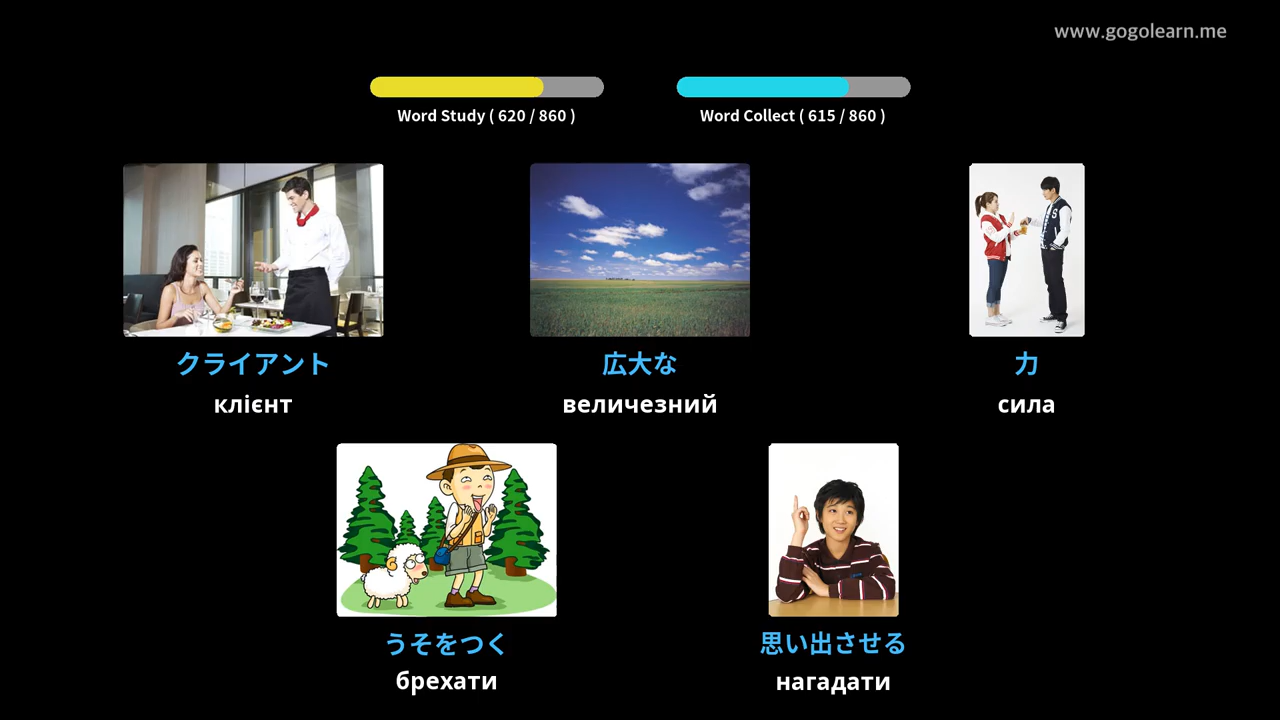 www.gogolearn.me
Word Study ( 620 / 860 )
Word Collect ( 615 / 860 )
クライアント
клієнт
広大な
величезний
力
сила
うそをつく
брехати
思い出させる
нагадати